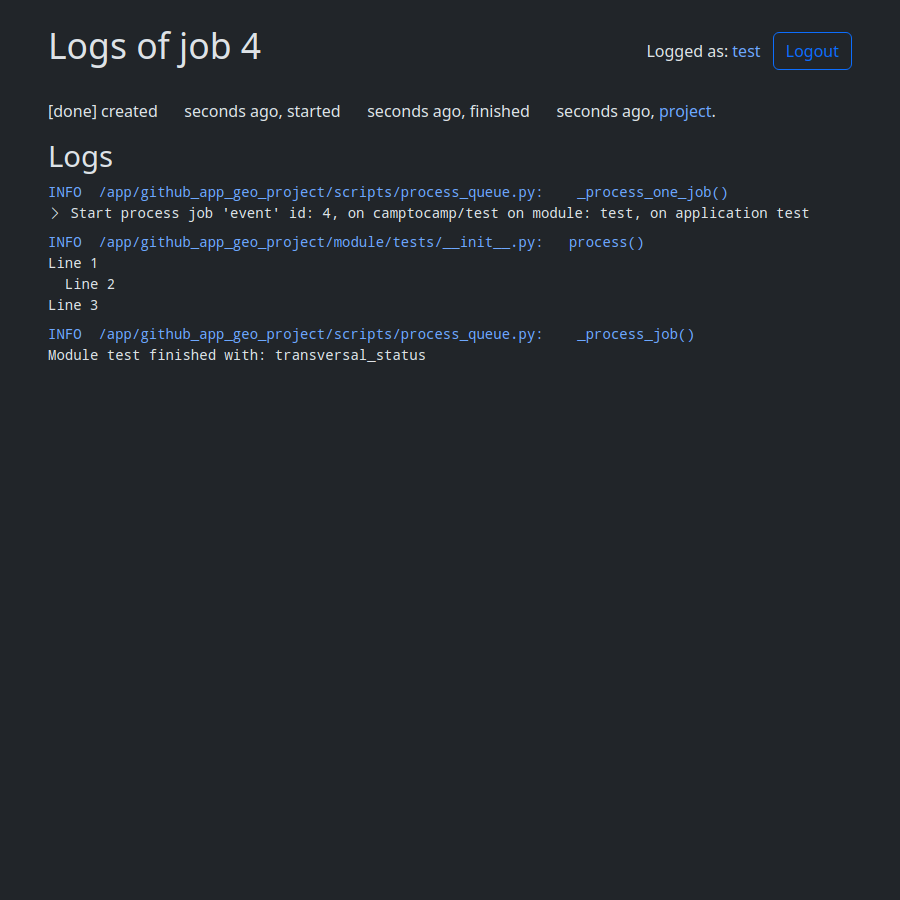 Logs of job 4
Logged as: test Logout
[done] created seconds ago, started seconds ago, finished seconds ago, project.
Logs
INFO /app/github_app_geo_project/scripts/process_queue.py: _process_one_job()
> Start process job 'event' id: 4, on camptocamp/test on module: test, on application test
INFO /app/github_app_geo_project/module/tests/__init__.py: process()
Line 1
Line 2
Line 3
INFO /app/github_app_geo_project/scripts/process_queue.py: _process_job()
Module test finished with: transversal_status